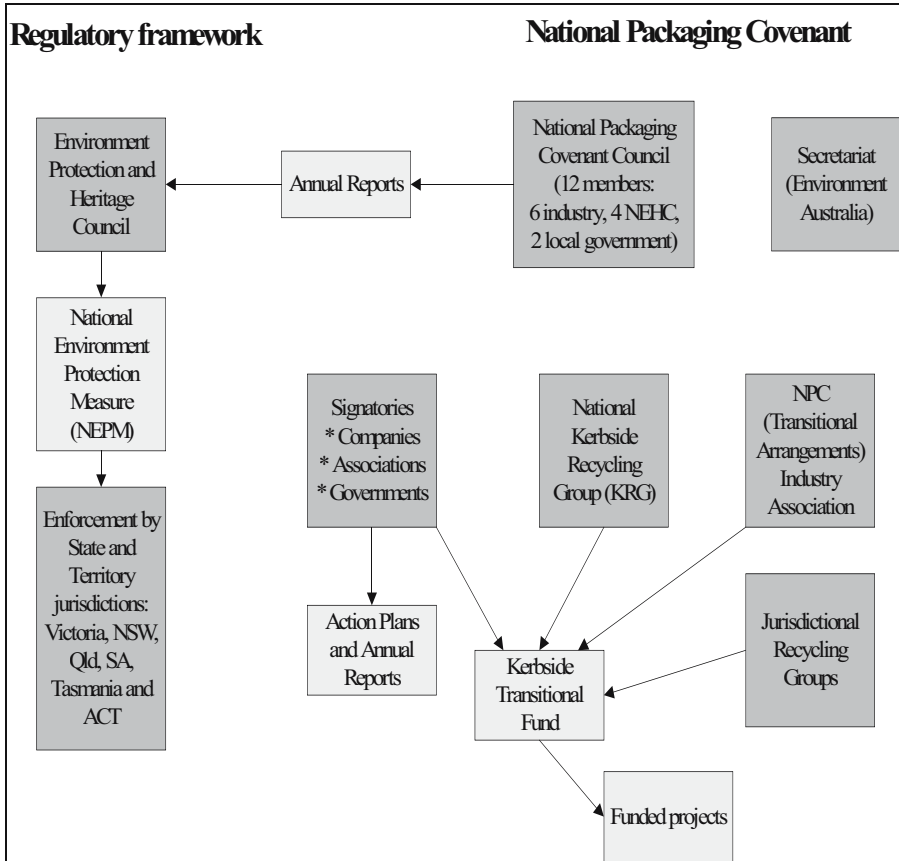 Regulatory framework
National Packaging Covenant
Environment
Protection and
Heritage
Council
Annual Reports
National Packaging
Covenant Council
(12 members:
6 industry, 4 NEHC,
2 local government)
Secretariat
(Environment
Australia)
National
Environment
Protection
Measure
(NEPM)
Signatories
* Companies
* Associations
* Governments
National
Kerbside
Recycling
Group (KRG)
NPC
(Transitional
Arrangements)
Industry
Association
Enforcement by
State and
Territory
jurisdictions:
Victoria, NSW,
Qld, SA,
Tasmania and
ACT
Action Plans
and Annual
Reports
Kerbside
Transitional
Fund
Jurisdictional
Recycling
Groups
Funded projects